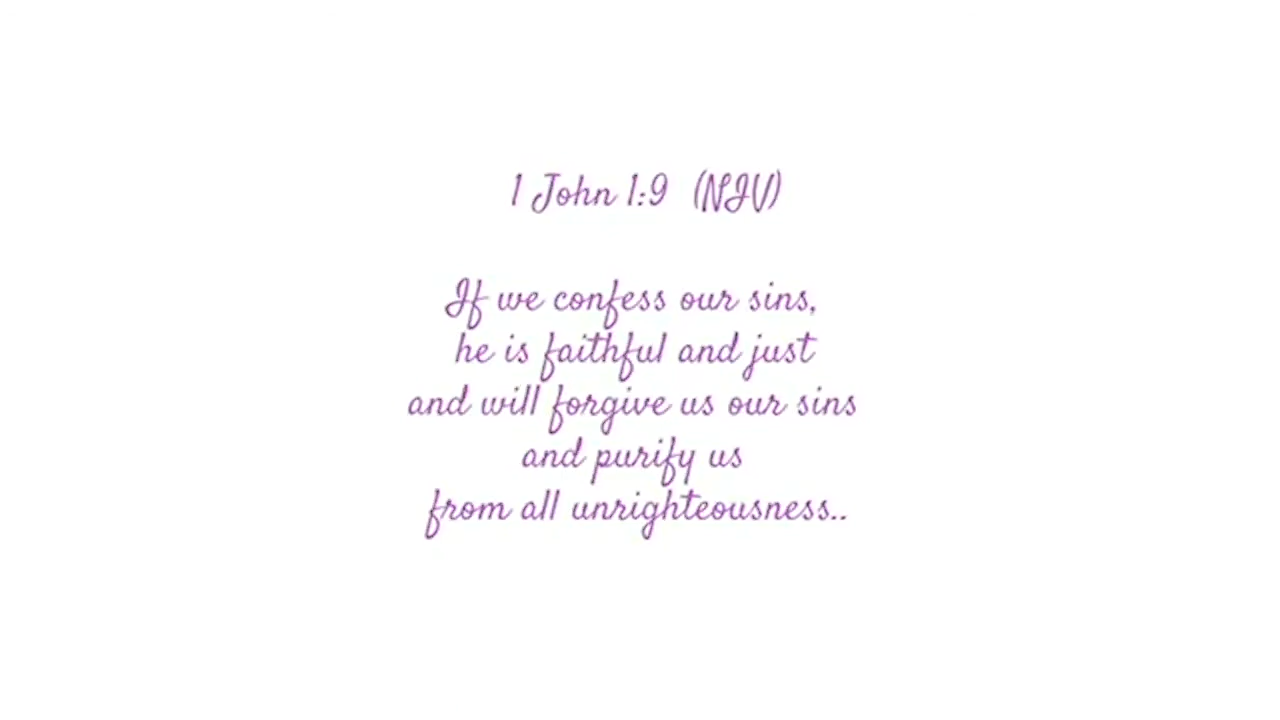 1 John 1:9 (NIV)
If we confess our sins,
he is faithful and just
and will forgive us our sins
and purify us
from all unrighteousness..